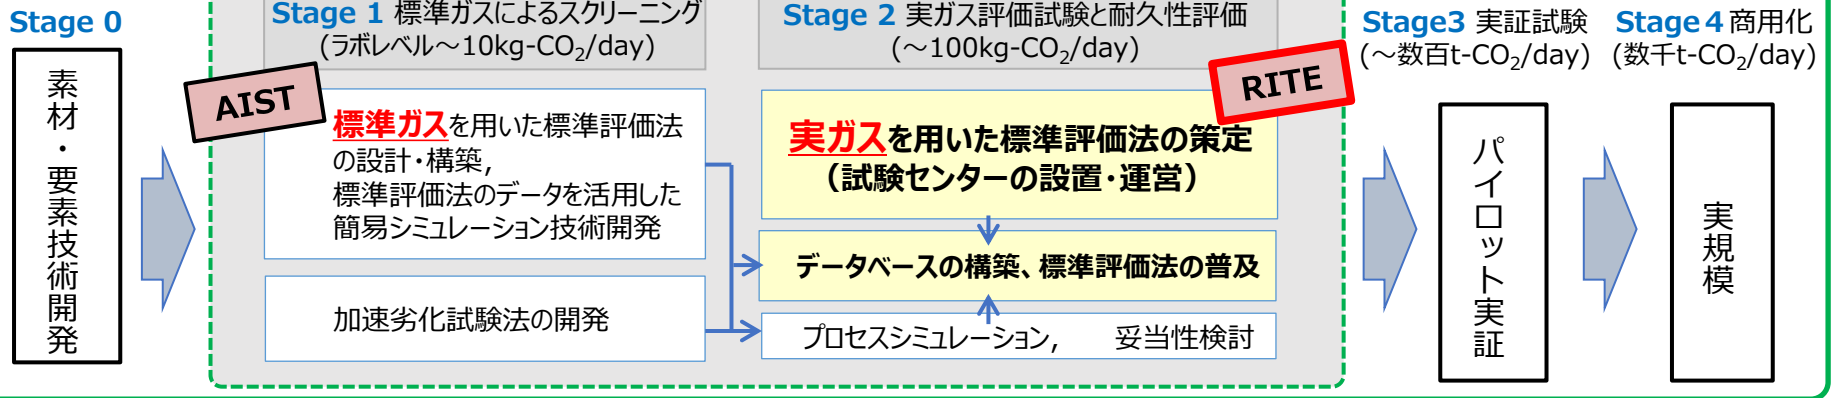 Stage 0
素材・要素技術開発
Stage 1 標準ガスによるスクリーニング
(ラボレベル～10kg-CO₂/day)
AIST
標準ガスを用いた標準評価法
の設計・構築,
標準評価法のデータを活用した
簡易シミュレーション技術開発
加速劣化試験法の開発
Stage 2 実ガス評価試験と耐久性評価
(～100kg-CO₂/day)
RITE
実ガスを用いた標準評価法の策定
（試験センターの設置・運営）
データベースの構築、標準評価法の普及
プロセスシミュレーション, 妥当性検討
Stage3 実証試験
(～数百t-CO₂/day)
パイロット実証
Stage４商用化
(数千t-CO₂/day)
実規模